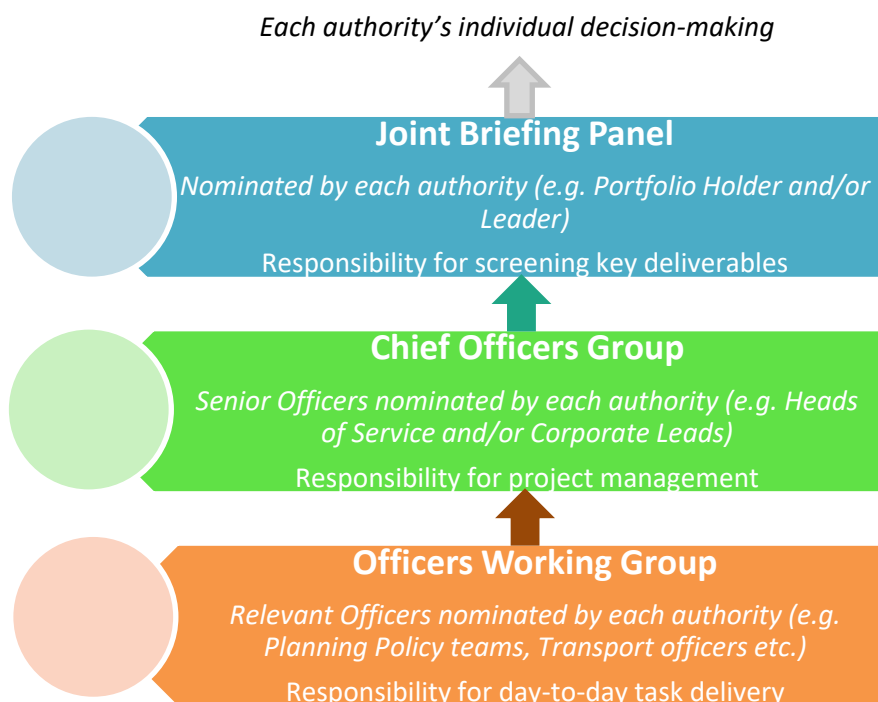 Each authority’s individual decision-making
Joint Briefing Panel
Nominated by each authority (e.g. Portfolio Holder and/or
Leader)
Responsibility for screening key deliverables
Chief Officers Group
Senior Officers nominated by each authority (e.g. Heads
of Service and/or Corporate Leads)
Responsibility for project management
Officers Working Group
Relevant Officers nominated by each authority (e.g.
Planning Policy teams, Transport officers etc.)
Responsibility for day-to-day task delivery